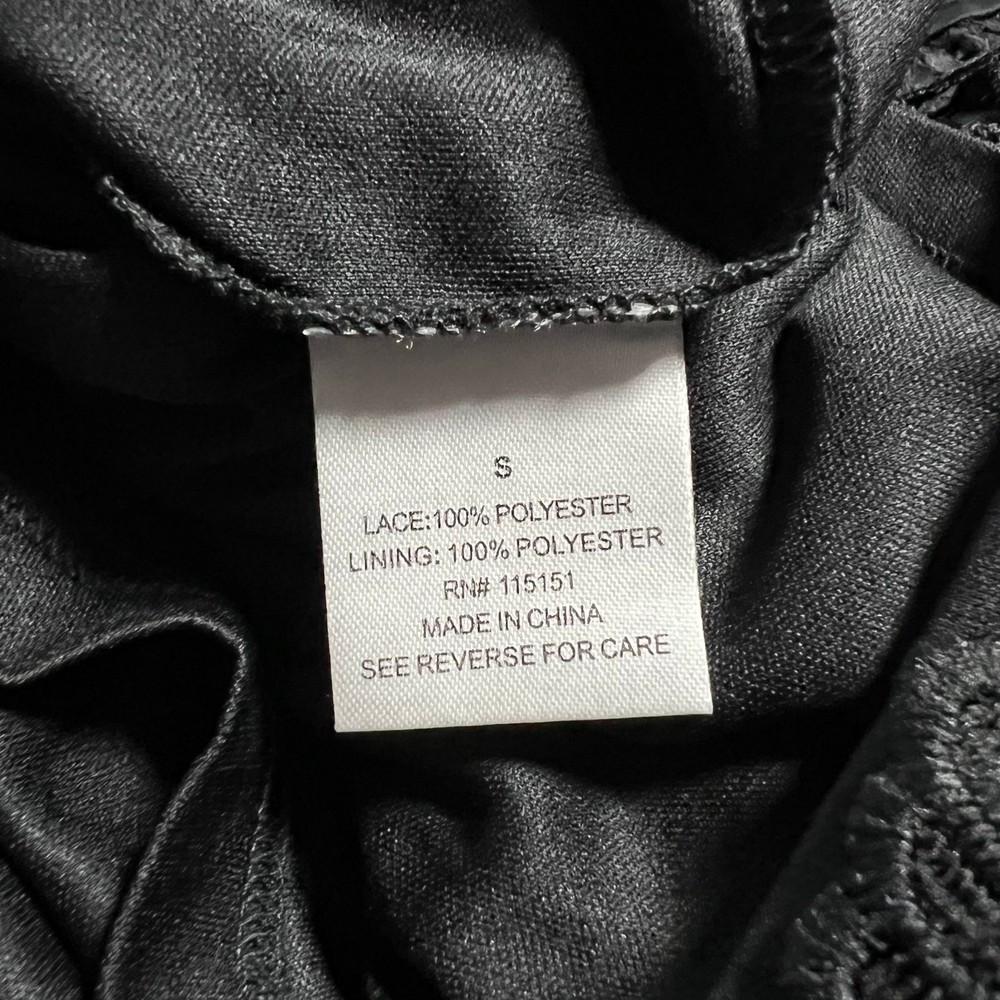 S
LACE:100% POLYESTER
LINING: 100% POLYESTER
RN# 115151
MADE IN CHINA
SEE REVERSE FOR CARE